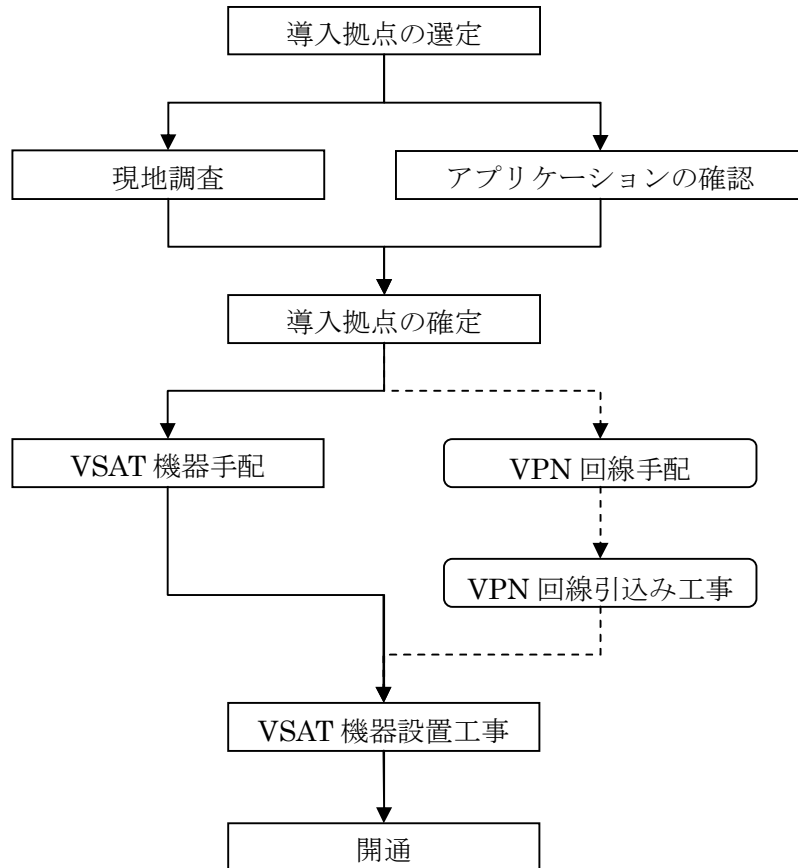 導入拠点の選定
現地調査
アプリケーションの確認
導入拠点の確定
VSAT 機器手配
VPN 回線手配
VPN 回線引込み工事
VSAT 機器設置工事
開通